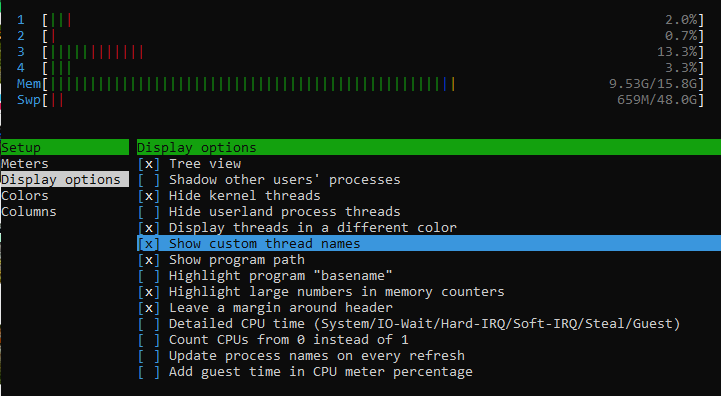 1 [||| 2.0%]
2 [| 0.7%]
3 [|||||||||||| 13.3%]
4 [||| 3.3%]
Mem[||||||||||||||||||||||||||||||||||||||||||||||||||| 9.53G/15.8G]
Swp[|| 659M/48.0G]
Setup Display options
Meters [x] Tree view
Display options [ ] Shadow other users' processes
Colors [x] Hide kernel threads
Columns [ ] Hide userland process threads
[x] Display threads in a different color
[x] Show custom thread names
[x] Show program path
[ ] Highlight program "basename"
[x] Highlight large numbers in memory counters
[x] Leave a margin around header
[ ] Detailed CPU time (System/IO-Wait/Hard-IRQ/Soft-IRQ/Steal/Guest)
[ ] Count CPUs from 0 instead of 1
[ ] Update process names on every refresh
[ ] Add guest time in CPU meter percentage